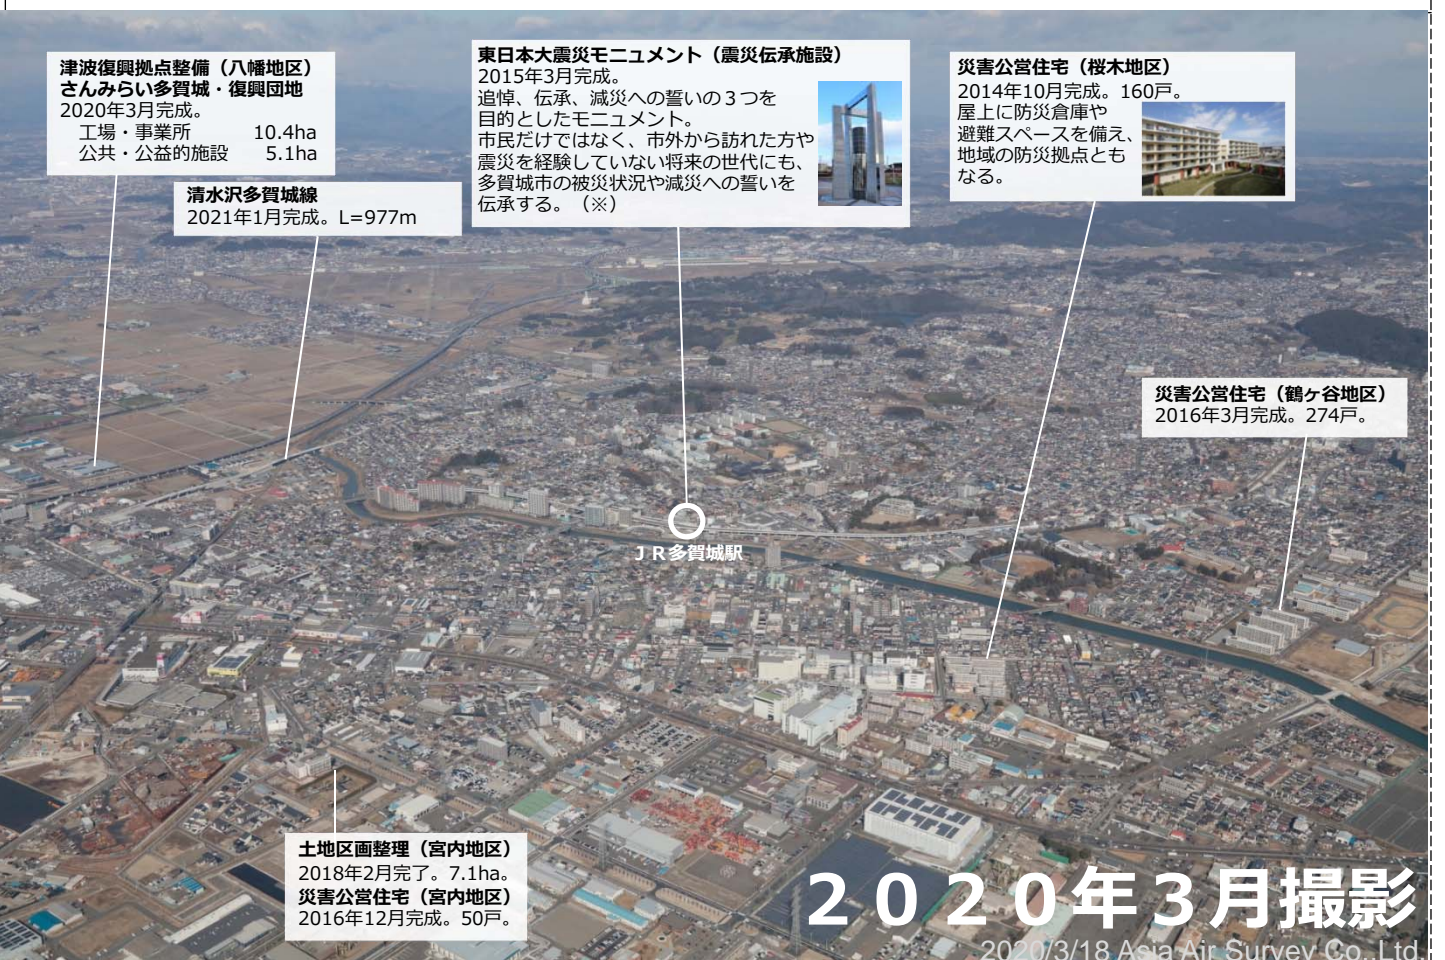 津波復興拠点整備（八幡地区）
さんみらい多賀城・復興団地
2020年3月完成。
工場・事業所 10.4ha
公共・公益的施設 5.1ha
清水沢多賀城線
2021年1月完成。L=977m
東日本大震災モニュメント（震災伝承施設）
2015年3月完成。
追悼、伝承、減災への誓いの３つを
目的としたモニュメント。
市民だけではなく、市外から訪れた方や
震災を経験していない将来の世代にも、
多賀城市の被災状況や減災への誓いを
伝承する。（※）
災害公営住宅（桜木地区）
2014年10月完成。160戸。
屋上に防災倉庫や
避難スペースを備え、
地域の防災拠点とも
なる。
災害公営住宅（鶴ヶ谷地区）
2016年3月完成。274戸。
ＪＲ多賀城駅
土地区画整理（宮内地区）
2018年2月完了。7.1ha。
災害公営住宅（宮内地区）
2016年12月完成。50戸。
２０２０年３月撮影
2020/3/18 Asia Air Survey Co.,Ltd.